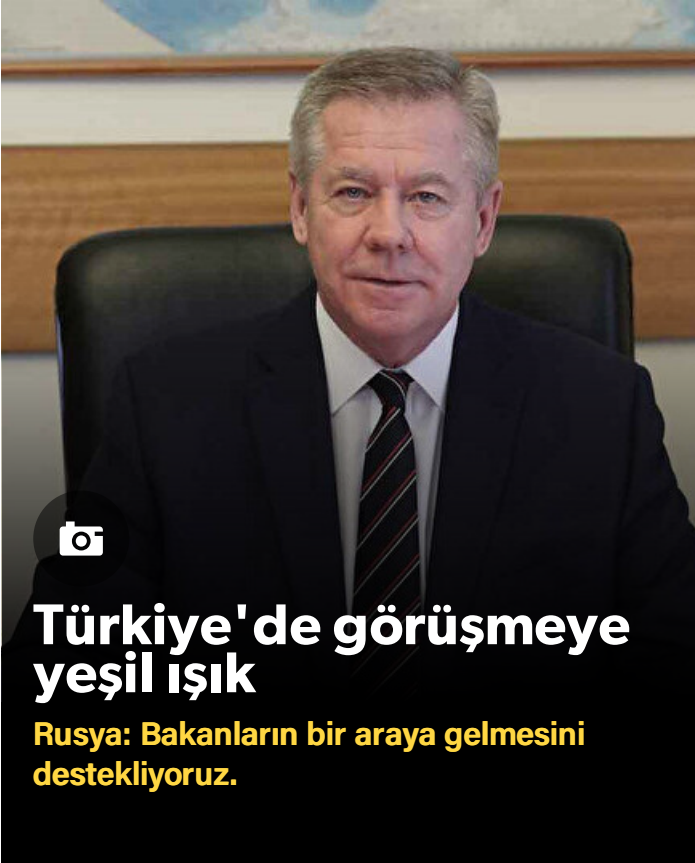 Türkiye'de görüşmeye
yeşil ışık
Rusya: Bakanların bir araya gelmesini
destekliyoruz.